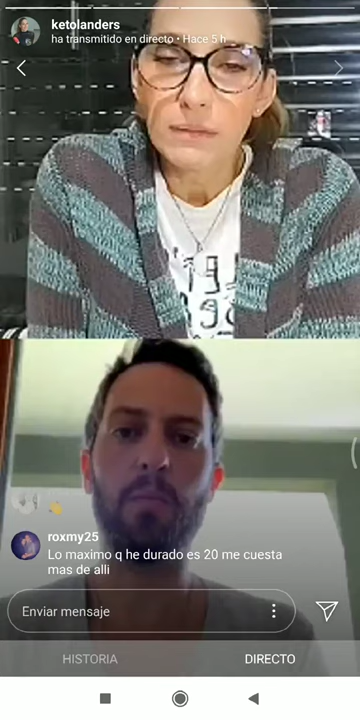 ketolanders
ha transmitido en directo • Hace 5 h
roxmy25
Lo maximo q he durado es 20 me cuesta
mas de alli
Enviar mensaje
HISTORIA
DIRECTO